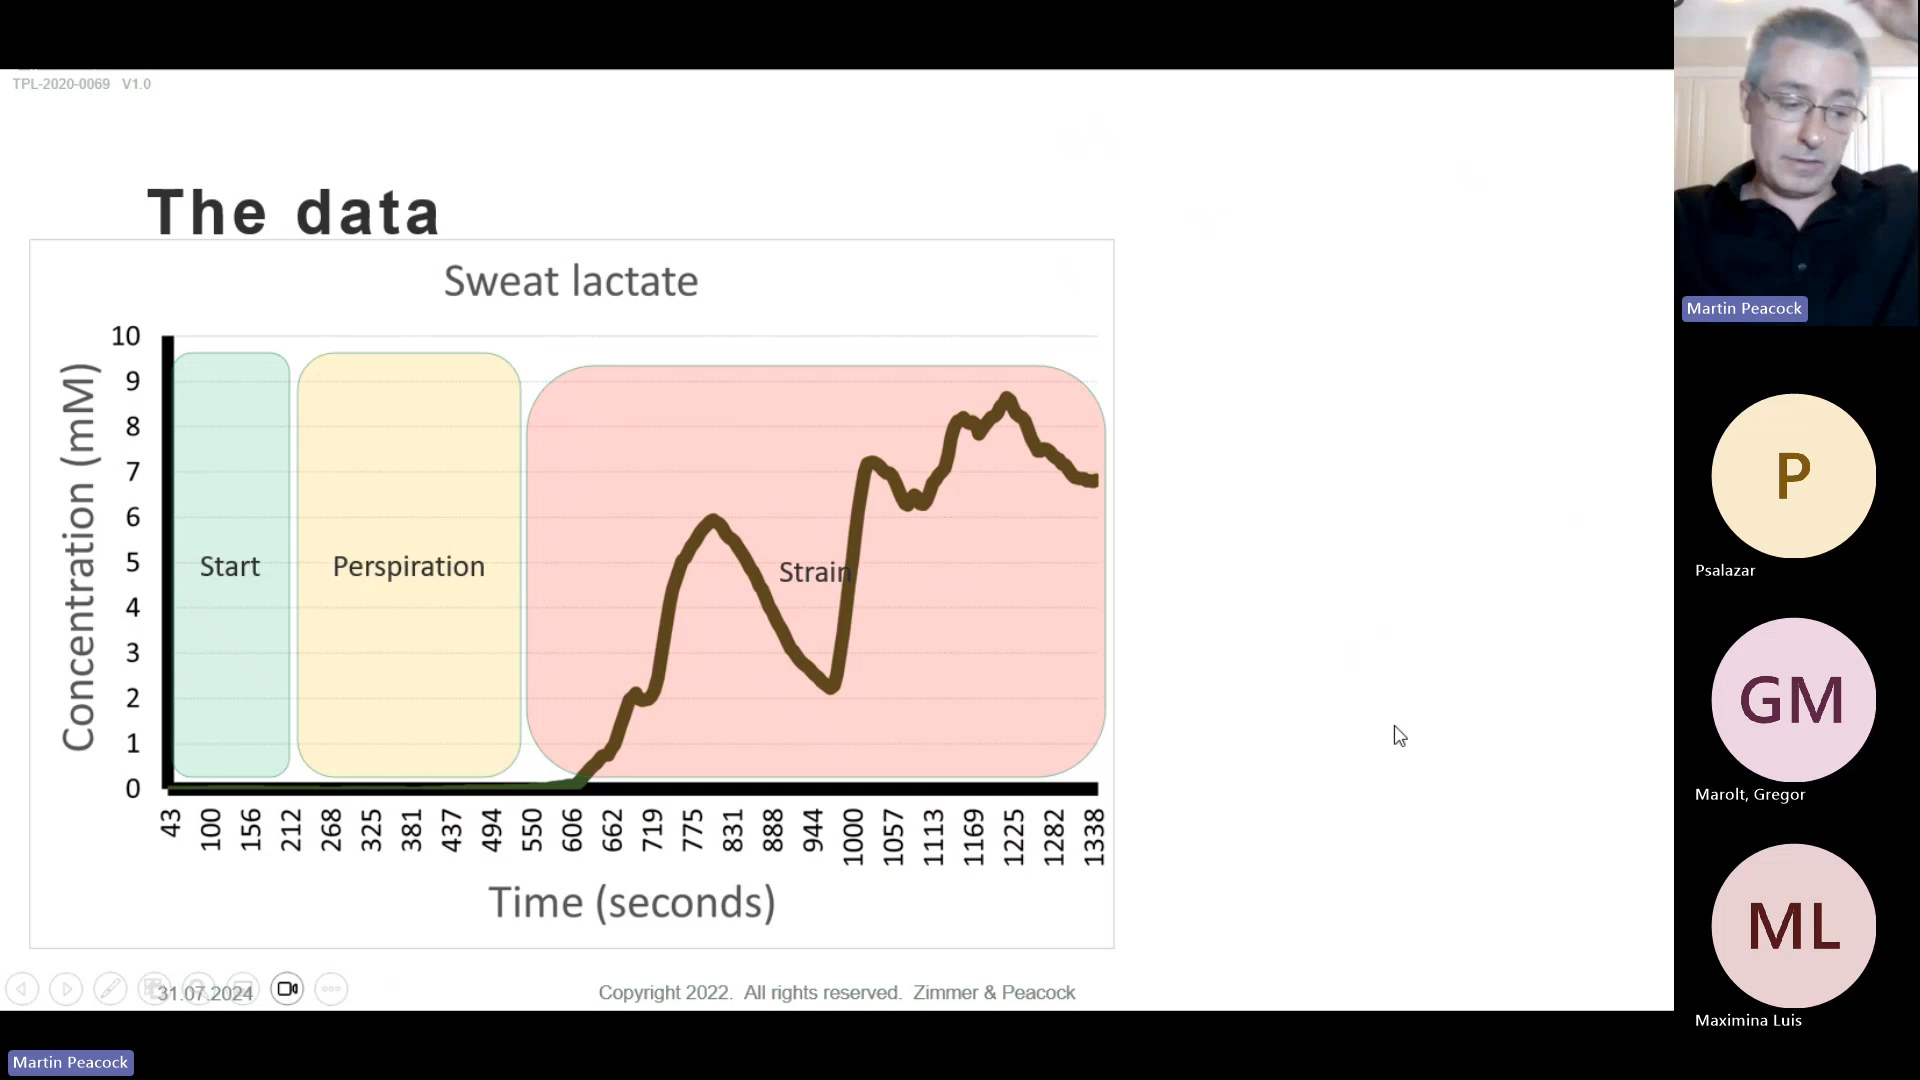 TPL-2020-0069 V1.0
The data
Sweat lactate
Concentration (mM)
10
9
8
7
6
5
4
3
2
1
0
Start
Perspiration
Strain
43 100 156 212 268 325 381 437 494 550 606 662 719 775 831 888 944 1000 1057 1113 1169 1225 1282 1338
Time (seconds)
31.07.2024
Copyright 2022. All rights reserved. Zimmer & Peacock
Martin Peacock
Martin Peacock
P
Psalazar
GM
Marolt, Gregor
ML
Maximina Luis